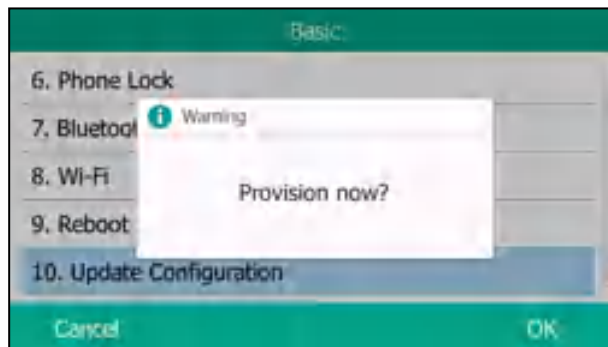 Basic
6. Phone Lock
Warning
7. Bluetoot
8. Wi-Fi
Provision now?
9. Reboot
10. Update Configuration
Cancel
OK